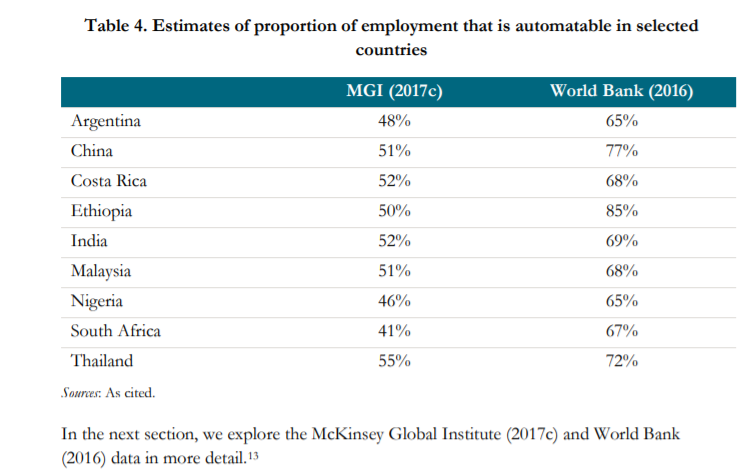 Table 4. Estimates of proportion of employment that is automatable in selected
countries
MGI (2017c) World Bank (2016)
Argentina 48% 65%
China 51% 77%
Costa Rica 52% 68%
Ethiopia 50% 85%
India 52% 69%
Malaysia 51% 68%
Nigeria 46% 65%
South Africa 41% 67%
Thailand 55% 72%
Sources: As cited.
In the next section, we explore the McKinsey Global Institute (2017c) and World Bank
(2016) data in more detail.13